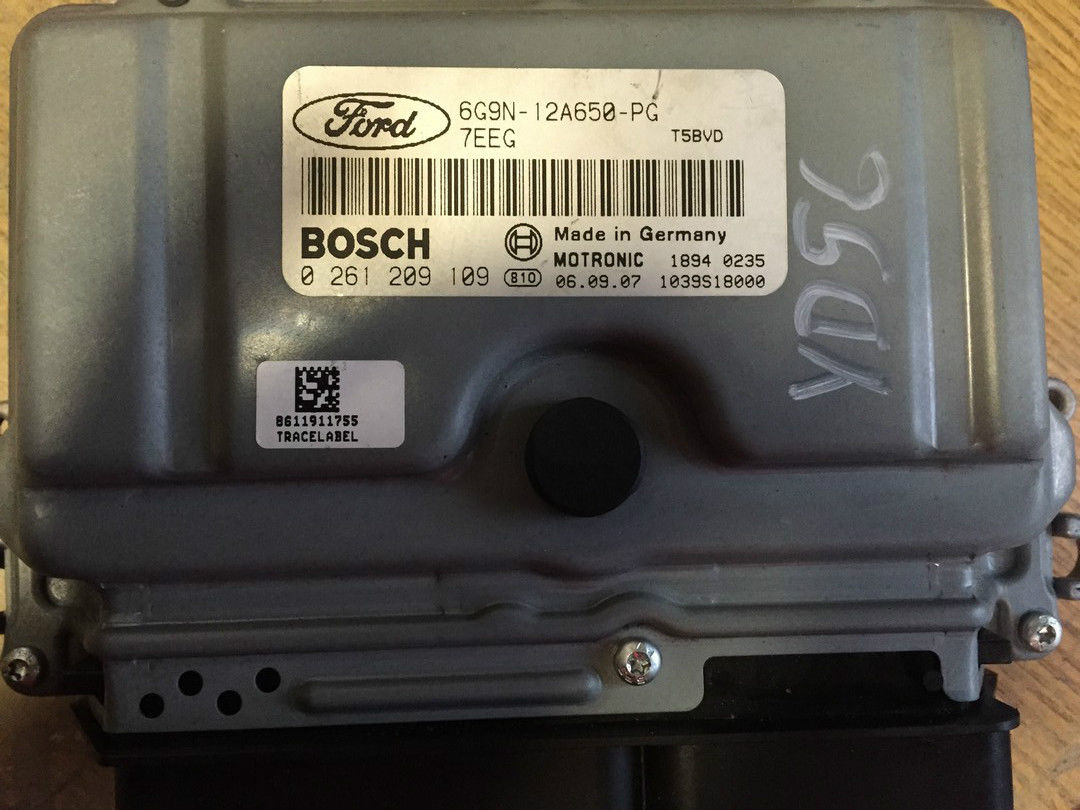 Ford
6G9N-12A650-PG
7EEG T5BVD
BOSCH
Made in Germany
MOTRONIC 1894 0235
0 261 209 109 810 06.09.07 1039S18000
8611911755
TRACELABEL
YD56